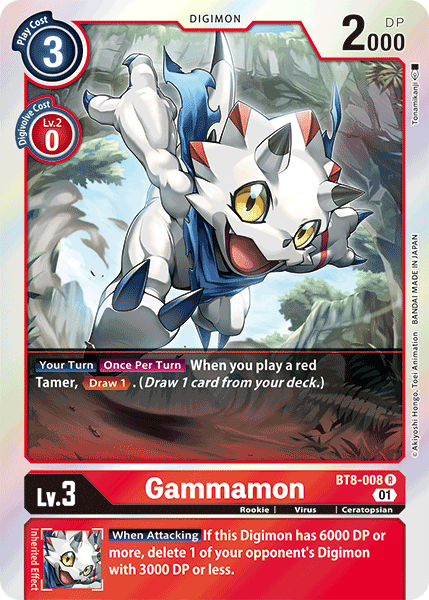 Play Cost
3
DIGIMON
DP
2000
Digivolve Cost
Lv.2
0
Tonamikanji
©Akiyoshi Hongo, Toei Animation BANDAI MADE IN JAPAN
Your Turn Once Per Turn When you play a red
Tamer, Draw 1 . (Draw 1 card from your deck.)
BT8-008 R
Lv.3 Gammamon 01
Rookie | Virus | Ceratopsian
Inherited Effect
When Attacking If this Digimon has 6000 DP or
more, delete 1 of your opponent's Digimon
with 3000 DP or less.